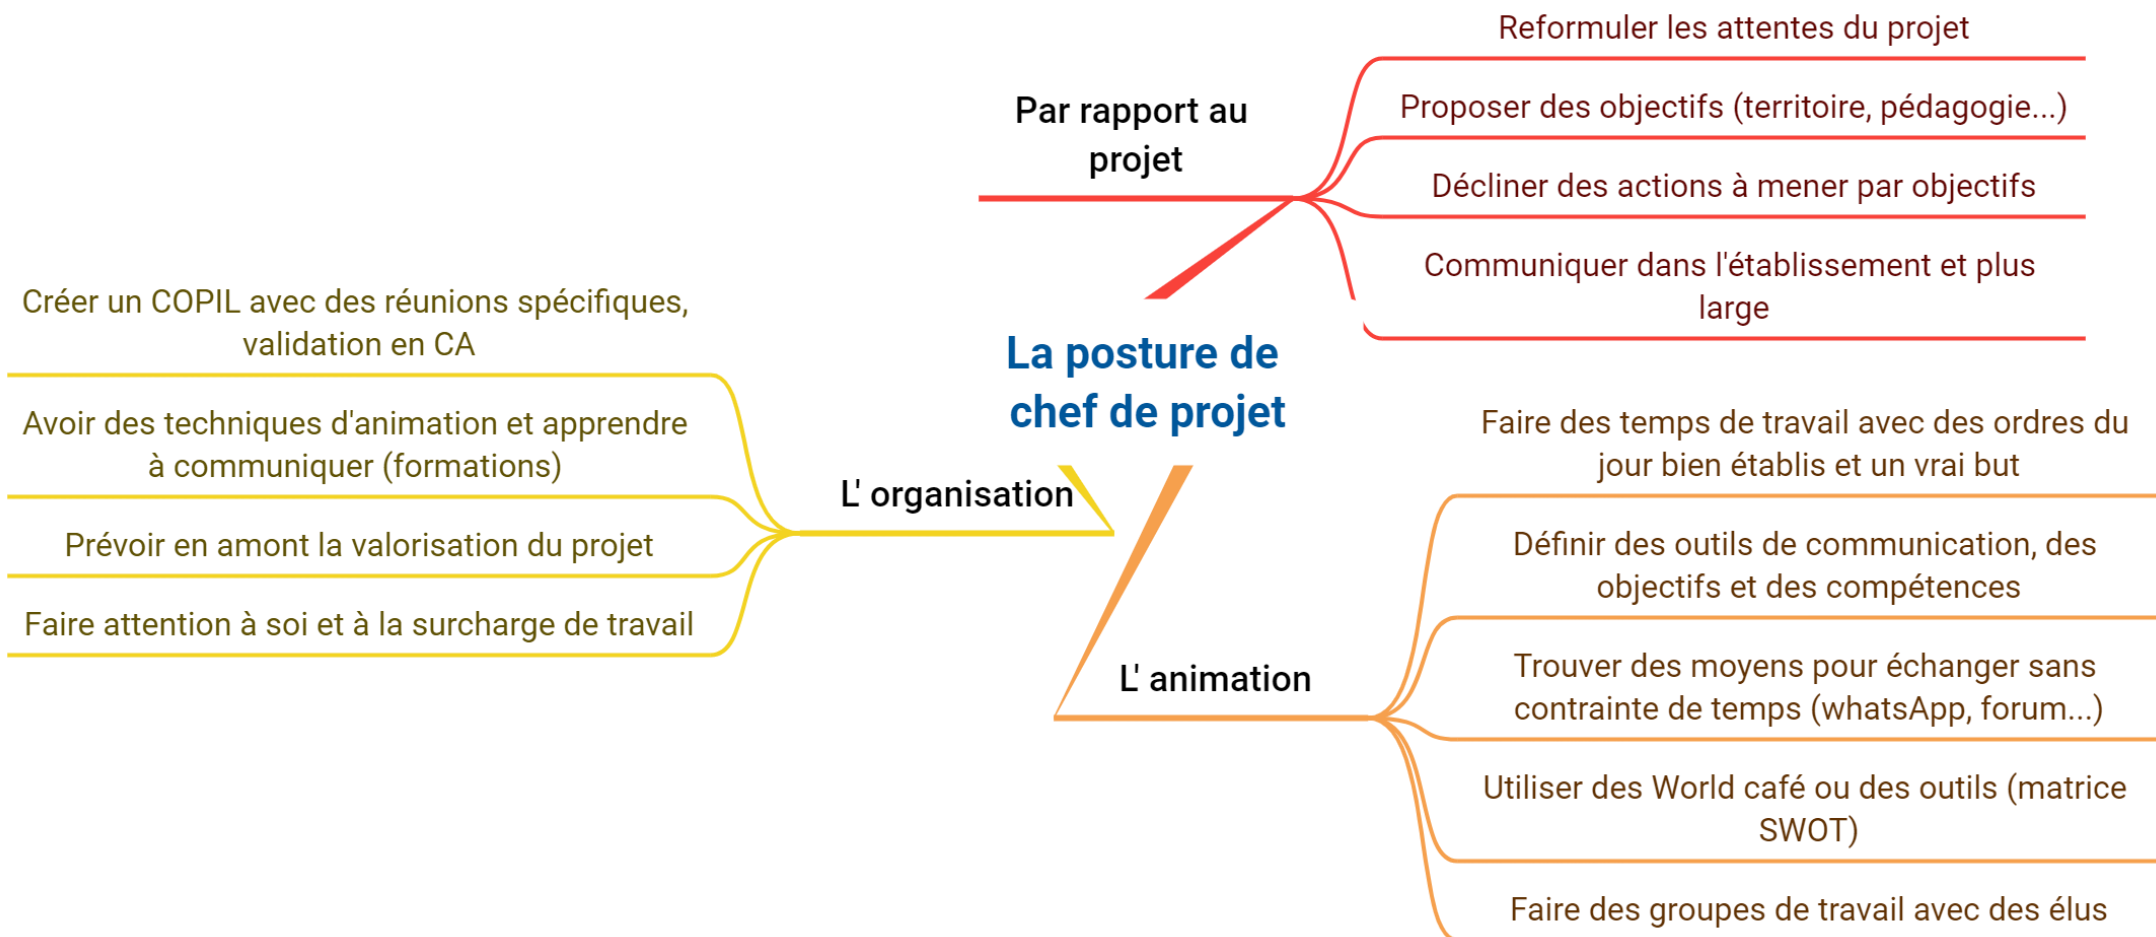 La posture de
chef de projet
Par rapport au
projet
Reformuler les attentes du projet
Proposer des objectifs (territoire, pédagogie...)
Décliner des actions à mener par objectifs
Communiquer dans l'établissement et plus
large
L' organisation
Créer un COPIL avec des réunions spécifiques,
validation en CA
Avoir des techniques d'animation et apprendre
à communiquer (formations)
Prévoir en amont la valorisation du projet
Faire attention à soi et à la surcharge de travail
L' animation
Faire des temps de travail avec des ordres du
jour bien établis et un vrai but
Définir des outils de communication, des
objectifs et des compétences
Trouver des moyens pour échanger sans
contrainte de temps (whatsApp, forum...)
Utiliser des World café ou des outils (matrice
SWOT)
Faire des groupes de travail avec des élus